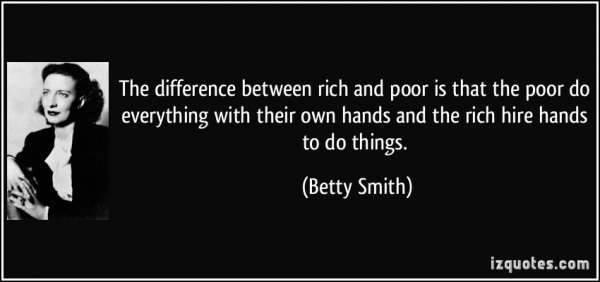 The difference between rich and poor is that the poor do
everything with their own hands and the rich hire hands
to do things.
(Betty Smith)
izquotes.com